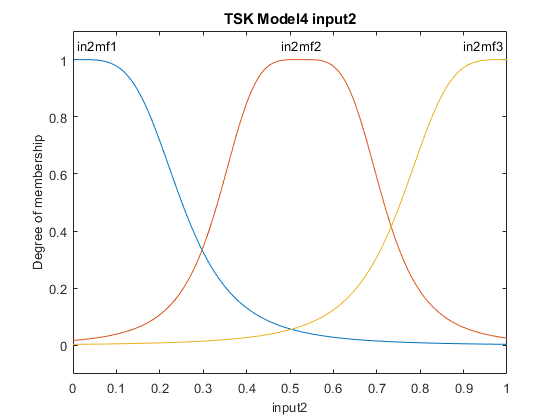 TSK Model4 input2
in2mf1 in2mf2 in2mf3
Degree of membership
1
0.8
0.6
0.4
0.2
0
0 0.1 0.2 0.3 0.4 0.5 0.6 0.7 0.8 0.9 1
input2